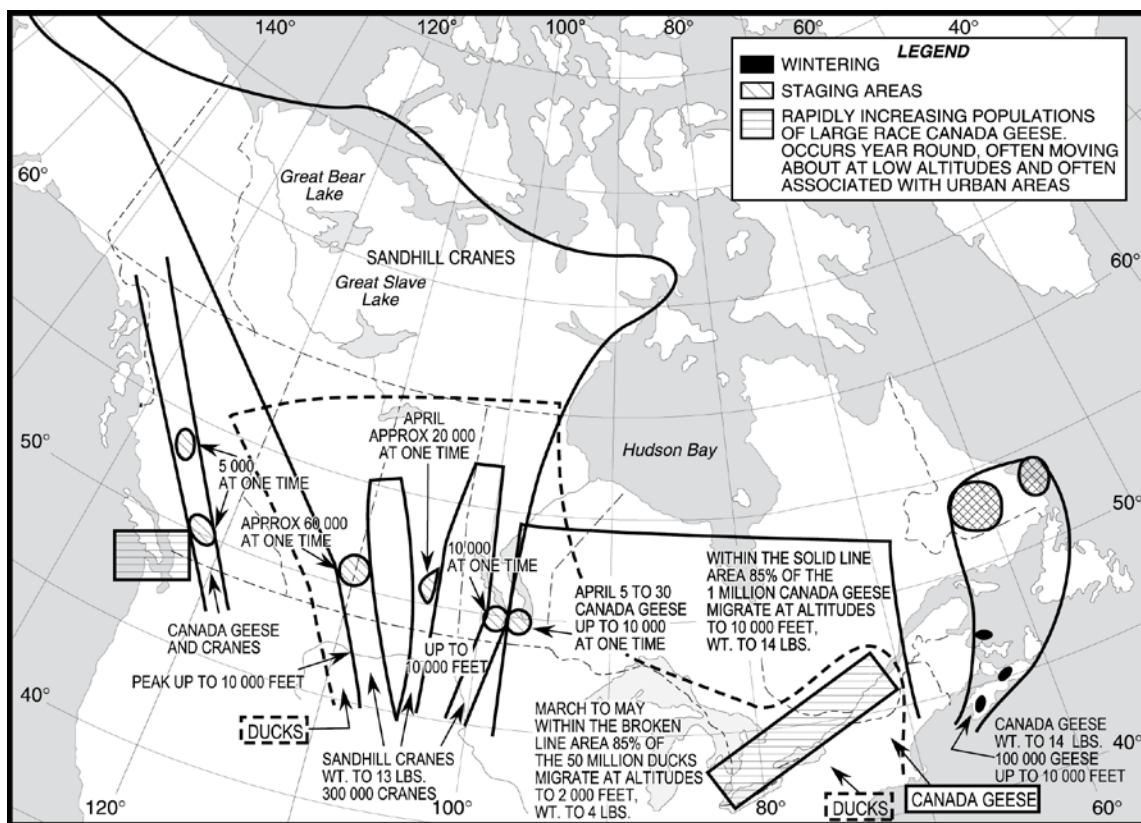 140°
120°
100°
80°
60°
40°
LEGEND
WINTERING
STAGING AREAS
RAPIDLY INCREASING POPULATIONS
OF LARGE RACE CANADA GEESE.
OCCURS YEAR ROUND, OFTEN MOVING
ABOUT AT LOW ALTITUDES AND OFTEN
ASSOCIATED WITH URBAN AREAS
60°
Great Bear
Lake
SANDHILL CRANES
Great Slave
Lake
60°
50°
Hudson Bay
50°
APRIL
APPROX 20 000
AT ONE TIME
5 000
AT ONE TIME
APPROX 60 000
AT ONE TIME
10 000
AT ONE TIME
WITHIN THE SOLID LINE
AREA 85% OF THE
1 MILLION CANADA GEESE
MIGRATE AT ALTITUDES
TO 10 000 FEET,
WT. TO 14 LBS.
APRIL 5 TO 30
CANADA GEESE
UP TO 10 000
AT ONE TIME
CANADA GEESE
AND CRANES
UP TO
10 000 FEET
PEAK UP TO 10 000 FEET
40°
DUCKS
MARCH TO MAY
WITHIN THE BROKEN
LINE AREA 85% OF
THE 50 MILLION DUCKS
MIGRATE AT ALTITUDES
TO 2 000 FEET,
WT. TO 4 LBS.
CANADA GEESE
WT. TO 14 LBS.
100 000 GEESE
UP TO 10 000 FEET
40°
SANDHILL CRANES
WT. TO 13 LBS.
300 000 CRANES
DUCKS
CANADA GEESE
120°
100°
80°
60°